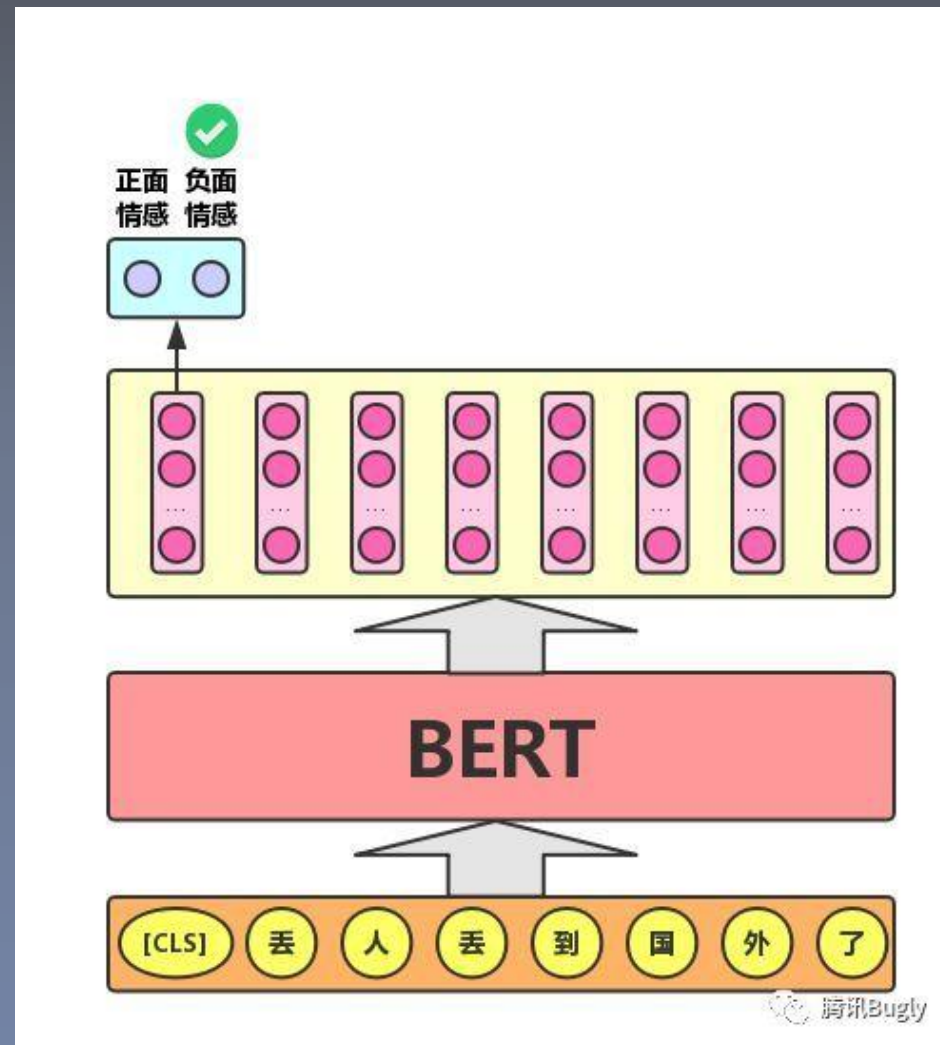 正面 负面
情感 情感
... ... ... ... ... ... ... ...
BERT
[CLS] 丢 人 丢 到 国 外 了
腾讯Bugly